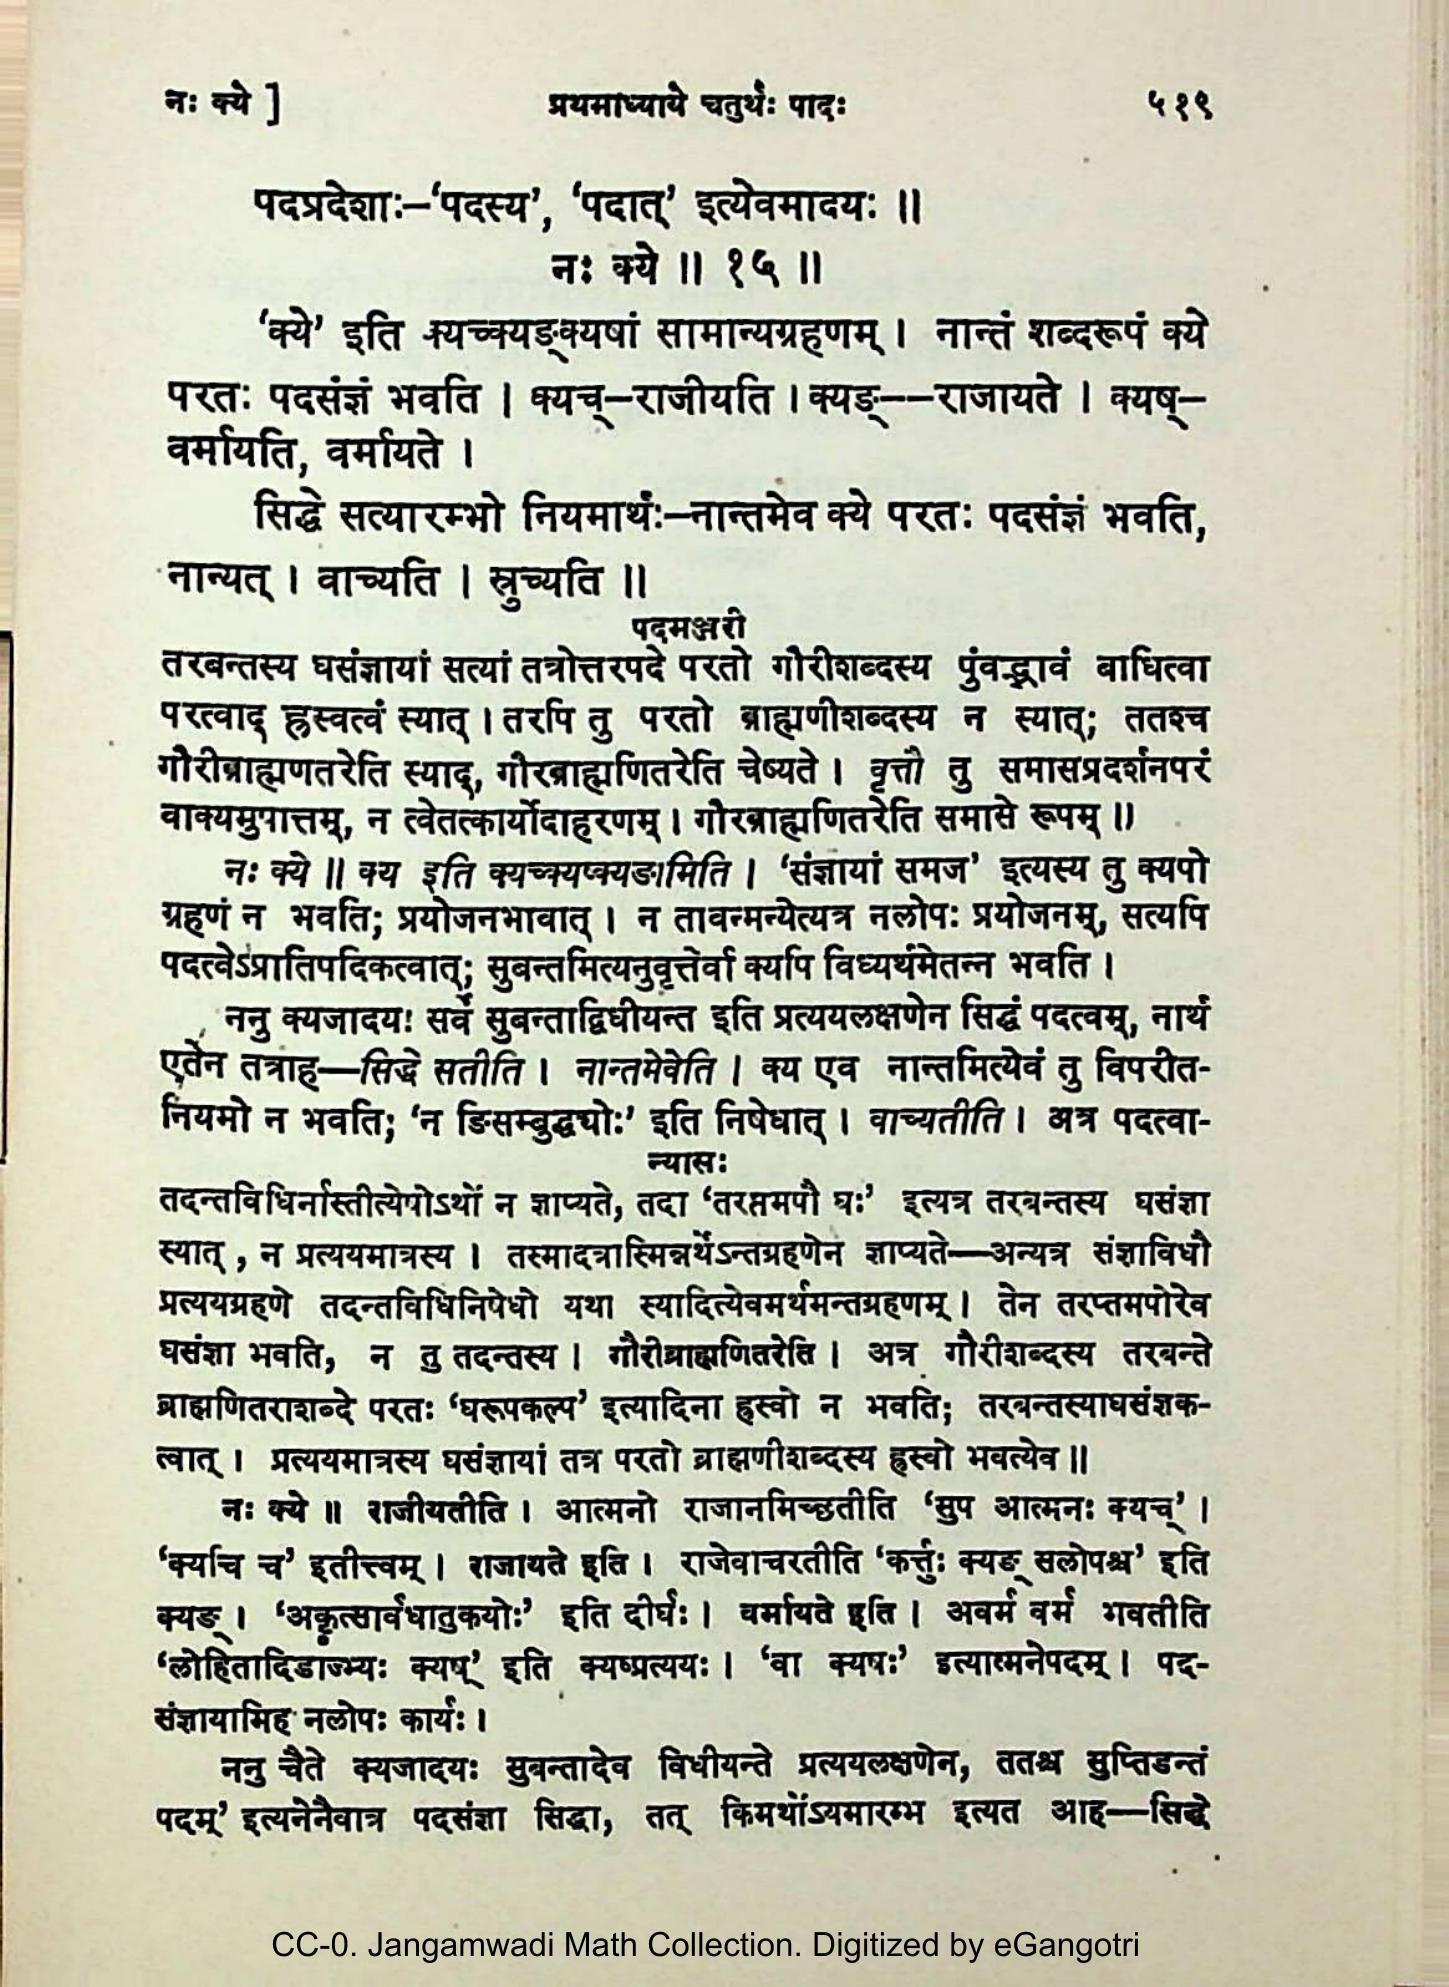 नः क्ये ] प्रथमाध्याये चतुर्थः पादः ५१९
पदप्रदेशाः–‘पदस्य’, ‘पदात्’ इत्येवमादयः ॥
नः क्ये ॥ १५ ॥
‘क्ये’ इति क्यच्क्यङ्क्यषां सामान्यग्रहणम् । नान्तं शब्दरूपं क्ये
परतः पदसंज्ञं भवति । क्यच्–राजीयति । क्यङ्––राजायते । क्यष्–
वर्मायति, वर्मायते ।
सिद्धे सत्यारम्भो नियमार्थः–नान्तमेव क्ये परतः पदसंज्ञं भवति,
नान्यत् । वाच्यति । स्रुच्यति ॥
पदमञ्जरी
तरबन्तस्य घसंज्ञायां सत्यां तत्रोत्तरपदे परतो गौरीशब्दस्य पुंवद्भावं बाधित्वा
परत्वाद् ह्रस्वत्वं स्यात् । तरपि तु परतो ब्राह्मणीशब्दस्य न स्यात्; ततश्च
गौरीब्राह्मणतरेति स्याद्, गौरब्राह्मणितरेति चेष्यते । वृत्तौ तु समासप्रदर्शनपरं
वाक्यमुपात्तम्, न त्वेतत्कार्योदाहरणम् । गौरब्राह्मणितरेति समासे रूपम् ॥
नः क्ये ॥ क्य इति क्यच्क्यप्क्यङामिति । ‘संज्ञायां समज’ इत्यस्य तु क्यपो
ग्रहणं न भवति; प्रयोजनभावात् । न तावन्मन्येत्यत्र नलोपः प्रयोजनम्, सत्यपि
पदत्वेऽप्रातिपदिकत्वात्; सुबन्तमित्यनुवृत्तेर्वा क्यपि विध्यर्थमेतन्न भवति ।
ननु क्यजादयः सर्वे सुबन्ताद्विधीयन्त इति प्रत्ययलक्षणेन सिद्धं पदत्वम्, नार्थ
एतेन तत्राह—सिद्धे सतीति । नान्तमेवेति । क्य एव नान्तमित्येवं तु विपरीत-
नियमो न भवति; ‘न ङिसम्बुद्ध्योः’ इति निषेधात् । वाच्यतीति । अत्र पदत्वा-
न्यासः
तदन्तविधिर्नास्तीत्येषोऽर्थो न ज्ञाप्यते, तदा ‘तरप्तमपौ घः’ इत्यत्र तरबन्तस्य घसंज्ञा
स्यात् , न प्रत्ययमात्रस्य । तस्मादत्रास्मिन्नर्थेऽन्तग्रहणेन ज्ञाप्यते—अन्यत्र संज्ञाविधौ
प्रत्ययग्रहणे तदन्तविधिनिषेधो यथा स्यादित्येवमर्थमन्तग्रहणम् । तेन तरप्तमपोरेव
घसंज्ञा भवति, न तु तदन्तस्य । गौरीब्राह्मणितरेति । अत्र गौरीशब्दस्य तरबन्ते
ब्राह्मणितराशब्दे परतः ‘घरूपकल्प’ इत्यादिना ह्रस्वो न भवति; तरबन्तस्याघसंज्ञक-
त्वात् । प्रत्ययमात्रस्य घसंज्ञायां तत्र परतो ब्राह्मणीशब्दस्य ह्रस्वो भवत्येव ॥
नः क्ये ॥ राजीयतीति । आत्मनो राजानमिच्छतीति ‘सुप आत्मनः क्यच्’ ।
‘क्यचि च’ इतीत्त्वम् । राजायते इति । राजेवाचरतीति ‘कर्त्तुः क्यङ् सलोपश्च’ इति
क्यङ् । ‘अकृत्सार्वधातुकयोः’ इति दीर्घः । वर्मायते इति । अवर्म वर्म भवतीति
‘लोहितादिडाज्भ्यः क्यष्’ इति क्यष्प्रत्ययः । ‘वा क्यषः’ इत्यात्मनेपदम् । पद-
संज्ञायामिह नलोपः कार्यः ।
ननु चैते क्यजादयः सुबन्तादेव विधीयन्ते प्रत्ययलक्षणेन, ततश्च सुप्तिङन्तं
पदम्’ इत्यनेनैवात्र पदसंज्ञा सिद्धा, तत् किमर्थोऽयमारम्भ इत्यत आह—सिद्धे
CC-0. Jangamwadi Math Collection. Digitized by eGangotri